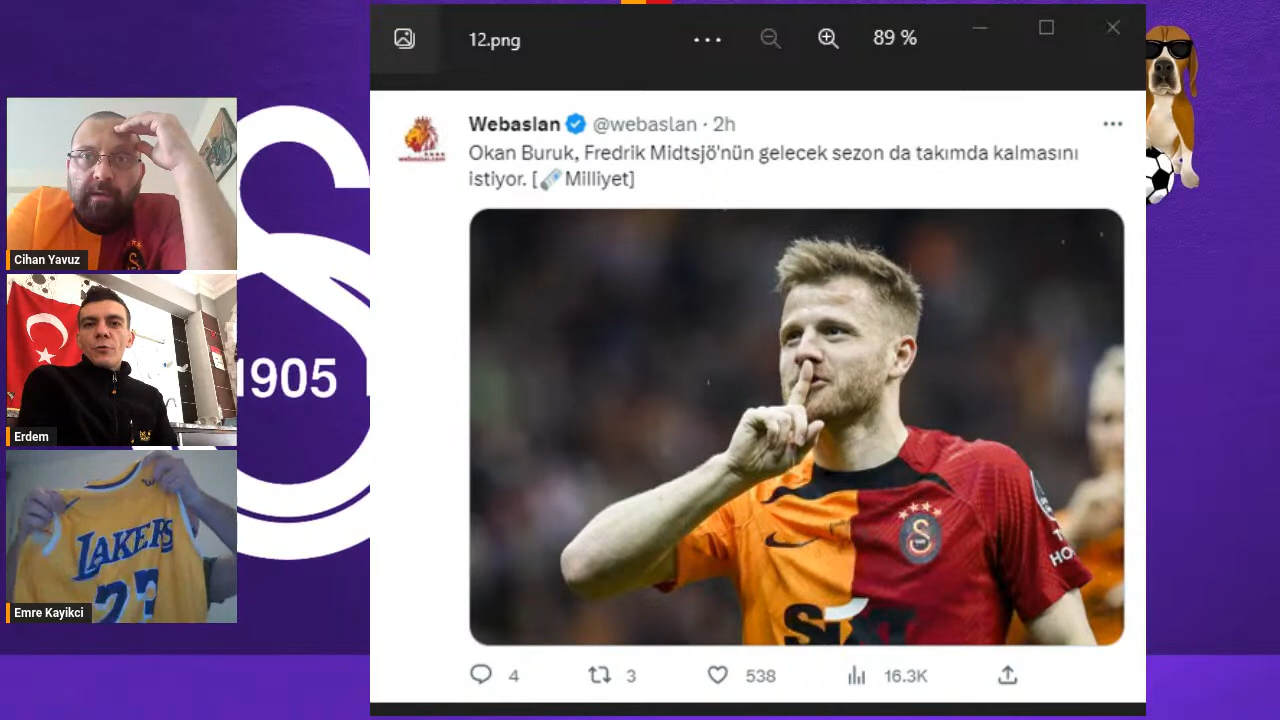 12.png
89 %
Webaslan @webaslan · 2h
Okan Buruk, Fredrik Midtsjö'nün gelecek sezon da takımda kalmasını
istiyor. [🗞️Milliyet]
4
3
538
16.3K
SiXT
Cihan Yavuz
Erdem
1905
LAKERS
Emre Kayikci